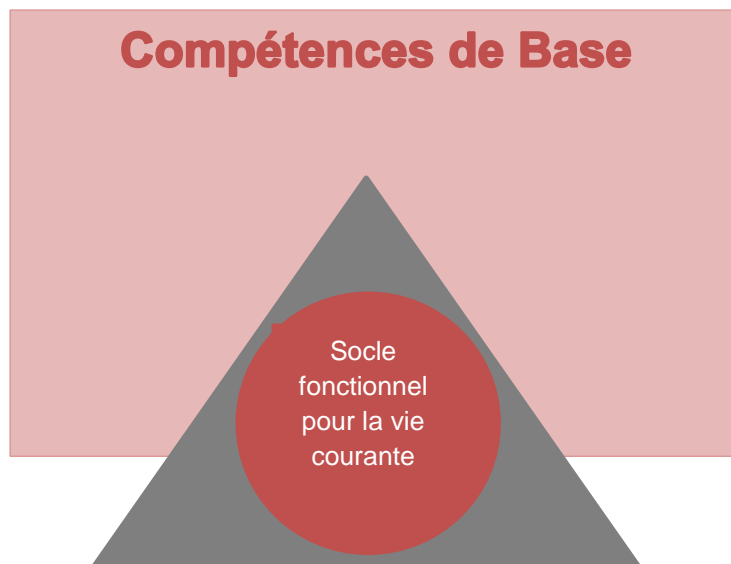 Compétences de Base
Socle
fonctionnel
pour la vie
courante